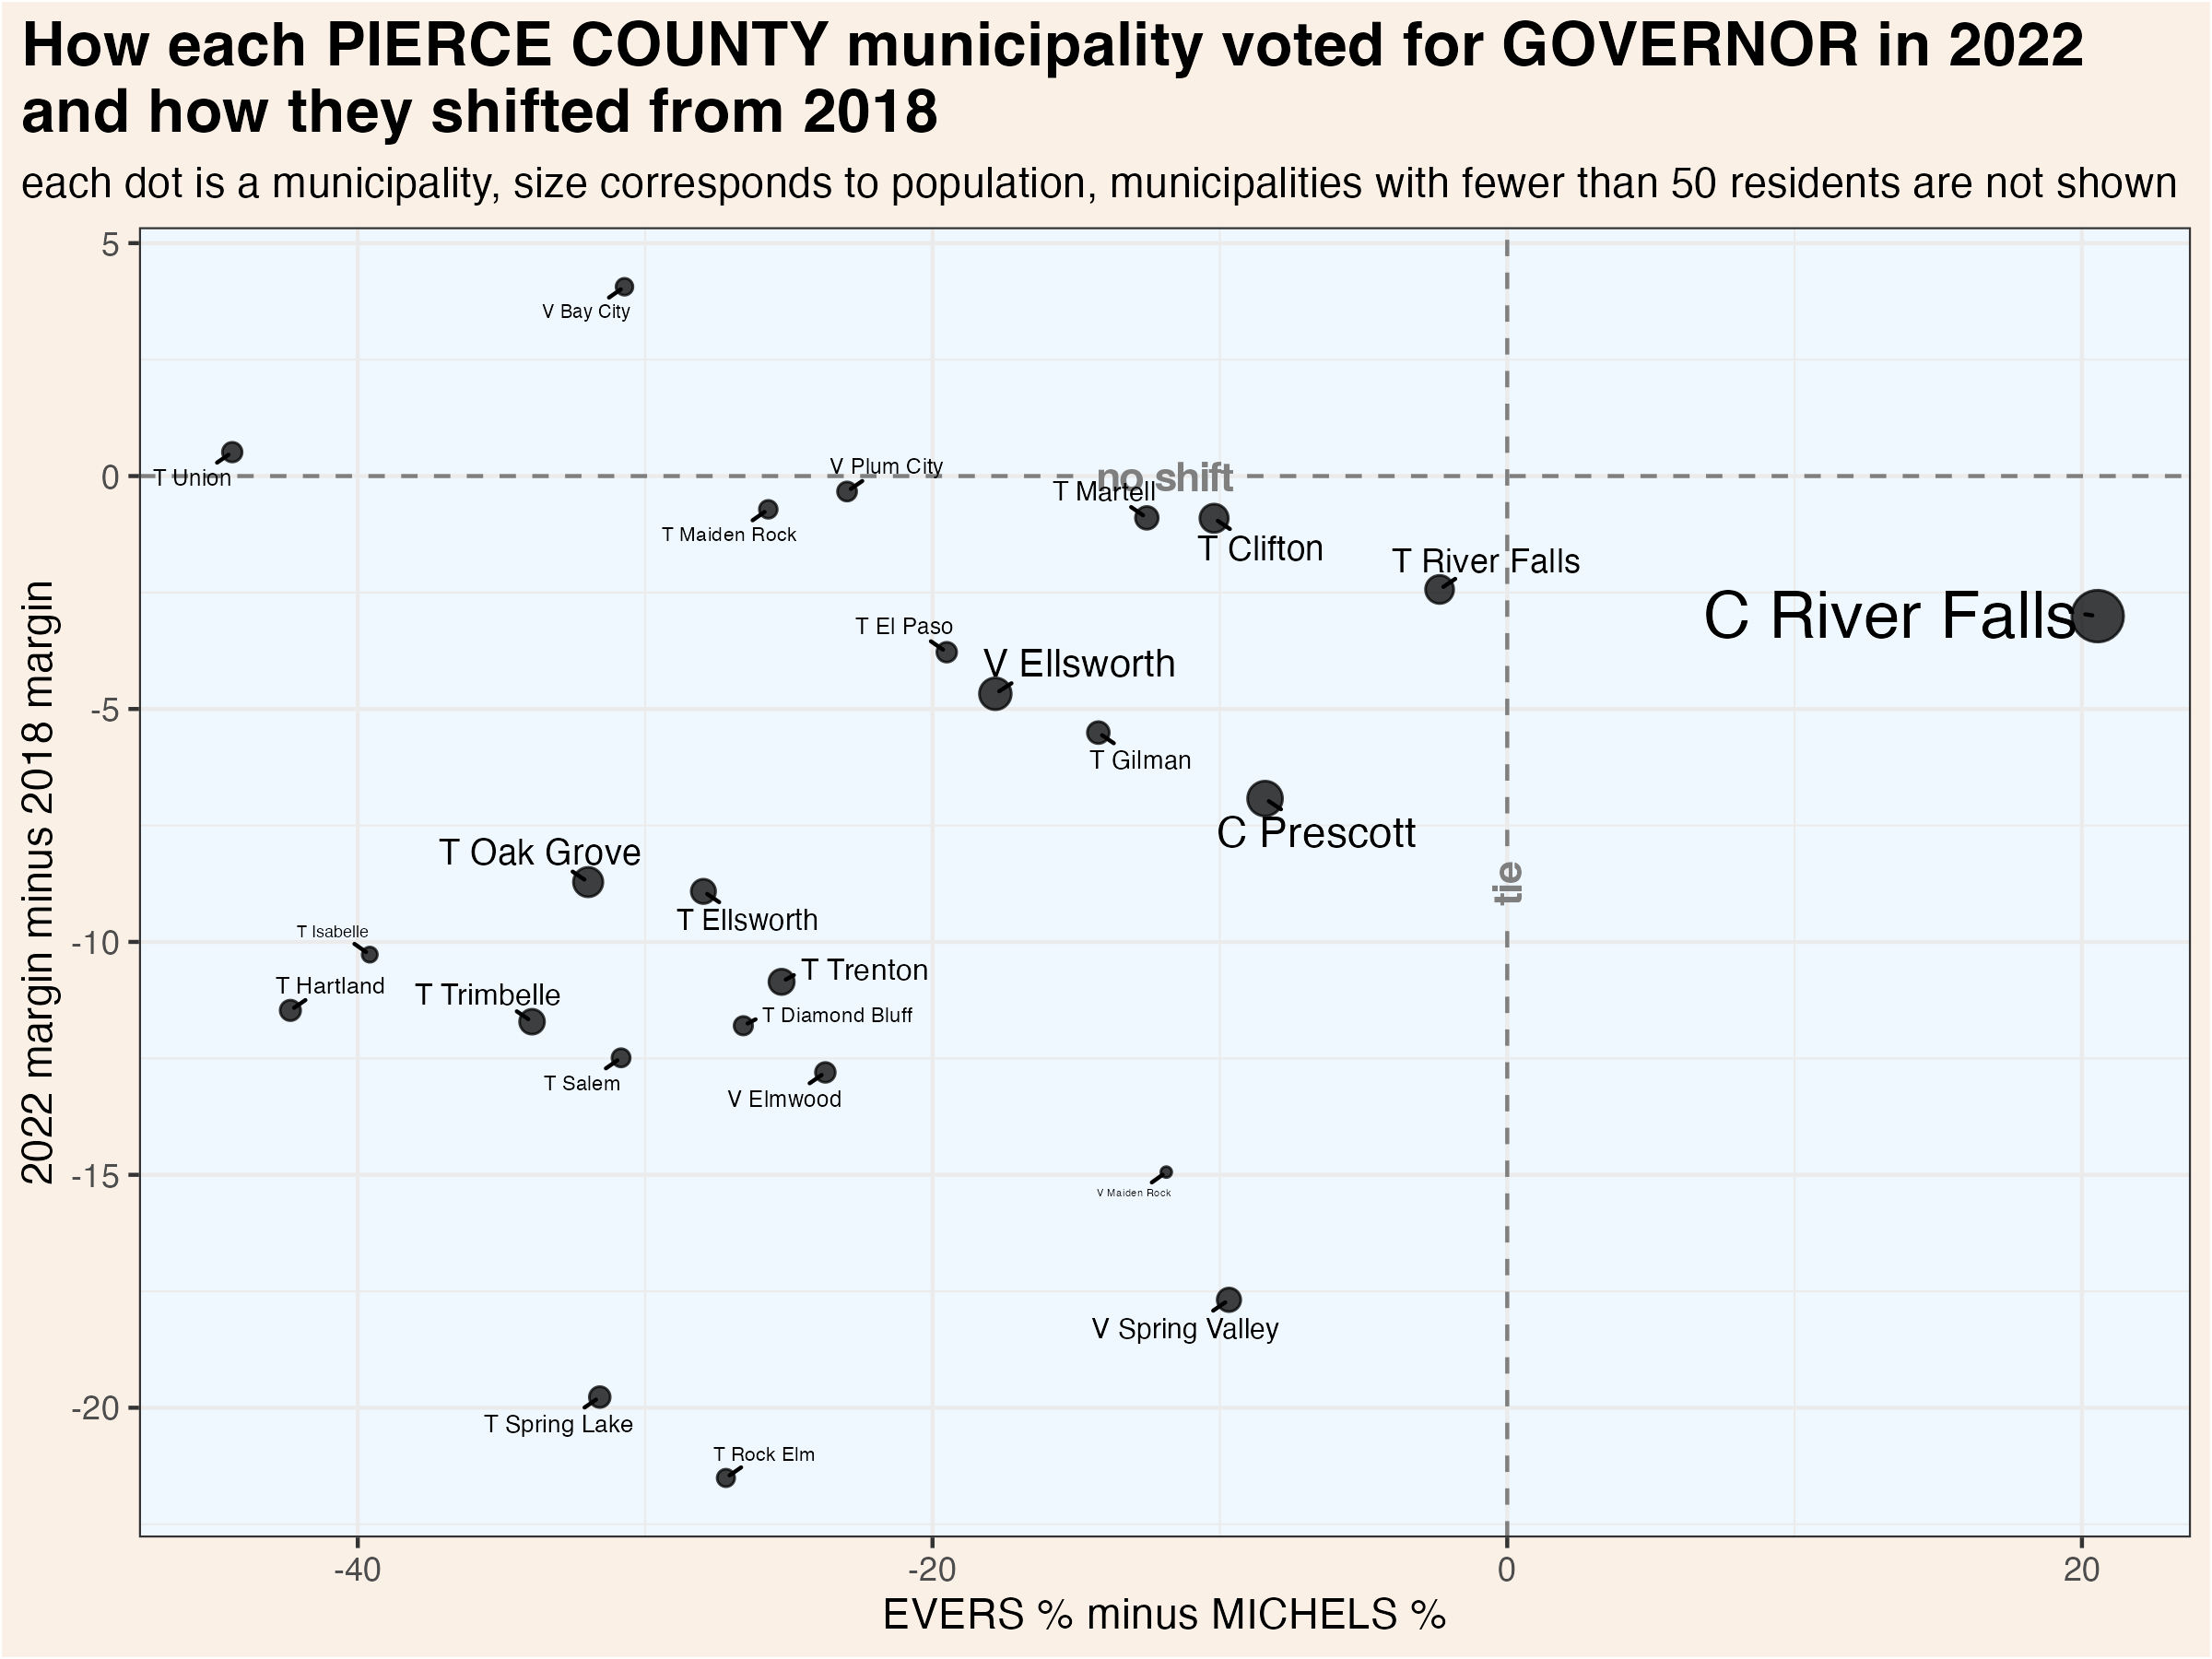 How each PIERCE COUNTY municipality voted for GOVERNOR in 2022
and how they shifted from 2018
each dot is a municipality, size corresponds to population, municipalities with fewer than 50 residents are not shown
2022 margin minus 2018 margin
5
0
-5
-10
-15
-20
V Bay City
T Union
V Plum City
no shift
T Martell
T Maiden Rock
T Clifton
T River Falls
C River Falls
T El Paso
V Ellsworth
T Gilman
C Prescott
T Oak Grove
tie
T Ellsworth
T Isabelle
T Trenton
T Hartland
T Trimbelle
T Diamond Bluff
T Salem
V Elmwood
V Maiden Rock
V Spring Valley
T Spring Lake
T Rock Elm
-40
-20
0
20
EVERS % minus MICHELS %